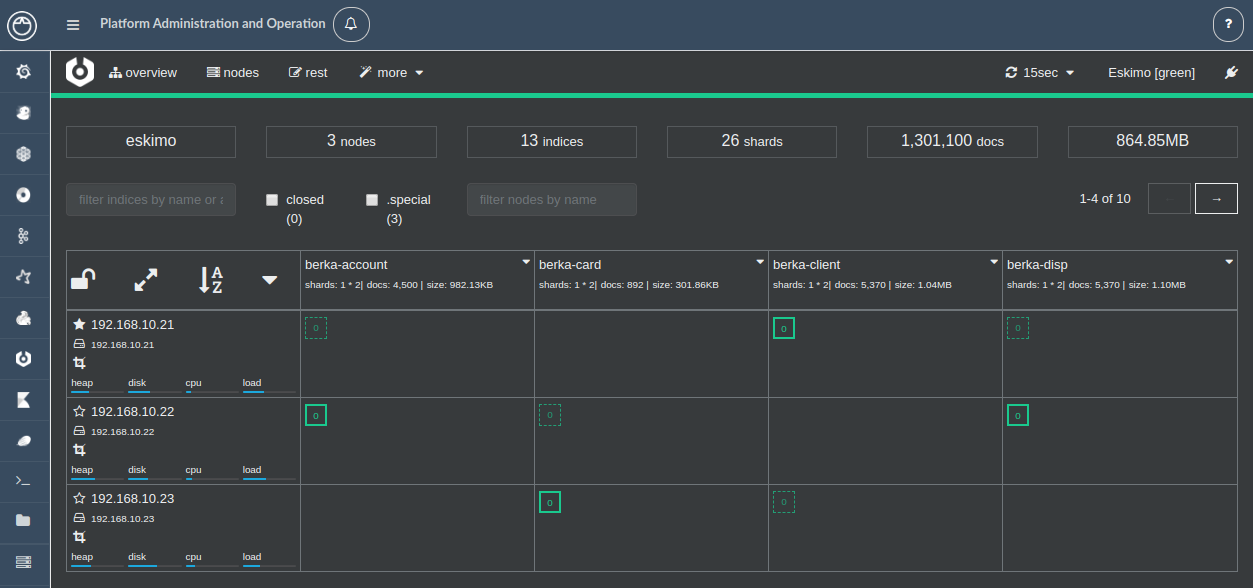 Platform Administration and Operation
?
overview nodes rest more 15sec Eskimo [green]
eskimo 3 nodes 13 indices 26 shards 1,301,100 docs 864.85MB
filter indices by name or a closed (0) .special (3) filter nodes by name 1-4 of 10 ← →
A
Z
berka-account
shards: 1 * 2| docs: 4,500 | size: 982.13KB
berka-card
shards: 1 * 2| docs: 892 | size: 301.86KB
berka-client
shards: 1 * 2| docs: 5,370 | size: 1.04MB
berka-disp
shards: 1 * 2| docs: 5,370 | size: 1.10MB
192.168.10.21 0 0 0
192.168.10.21
heap disk cpu load
192.168.10.22 0 0 0
192.168.10.22
heap disk cpu load
192.168.10.23 0 0
192.168.10.23
heap disk cpu load